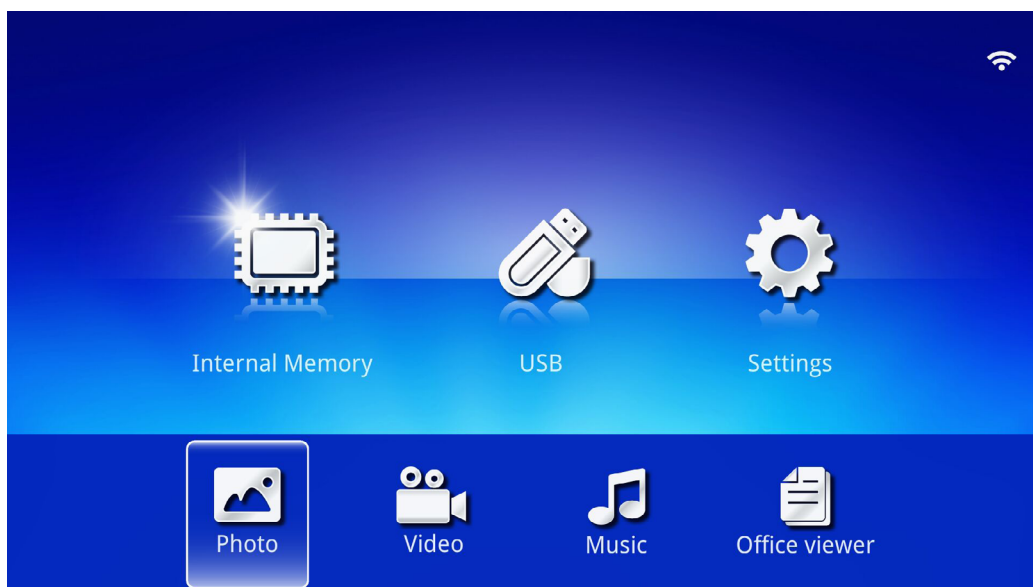 Internal Memory
USB
Settings
Photo
Video
Music
Office viewer